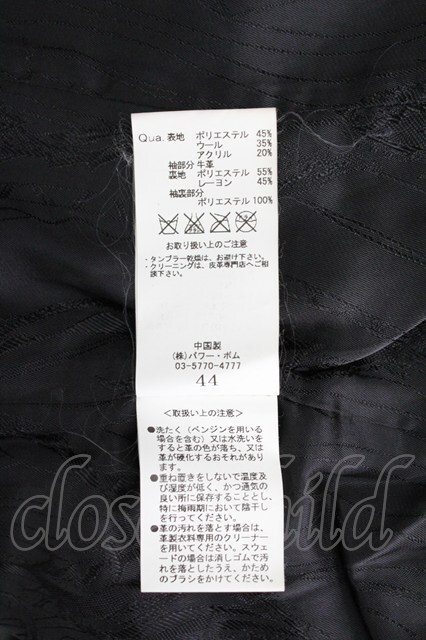 Qua. 表地 ポリエステル 45%
ウール 35%
アクリル 20%
袖部分 牛革
裏地 ポリエステル 55%
レーヨン 45%
袖裏部分
ポリエステル 100%
お取り扱い上のご注意
・タンブラー乾燥は、お避け下さい。
・クリーニングは、皮革専門店へご相
談下さい。
中国製
(株)パワー・ボム
03-5770-4777
44
<取扱い上の注意>
●洗たく(ベンジンを用いる
場合を含む)又は水洗いを
すると革の色が落ち、又は
革が硬化するおそれがあり
ます。
●重ね置きをしないで温度及
び湿度が低く、かつ通気の
良い所に保存することとし、
特に梅雨期において陰干し
を行ってください。
●革の汚れを落とす場合は、
革製衣料専用のクリーナー
を用いてください。スウェ
ードの場合は消しゴムで汚
れを落としたうえ、かため
のブラシをかけてください。
closetchild